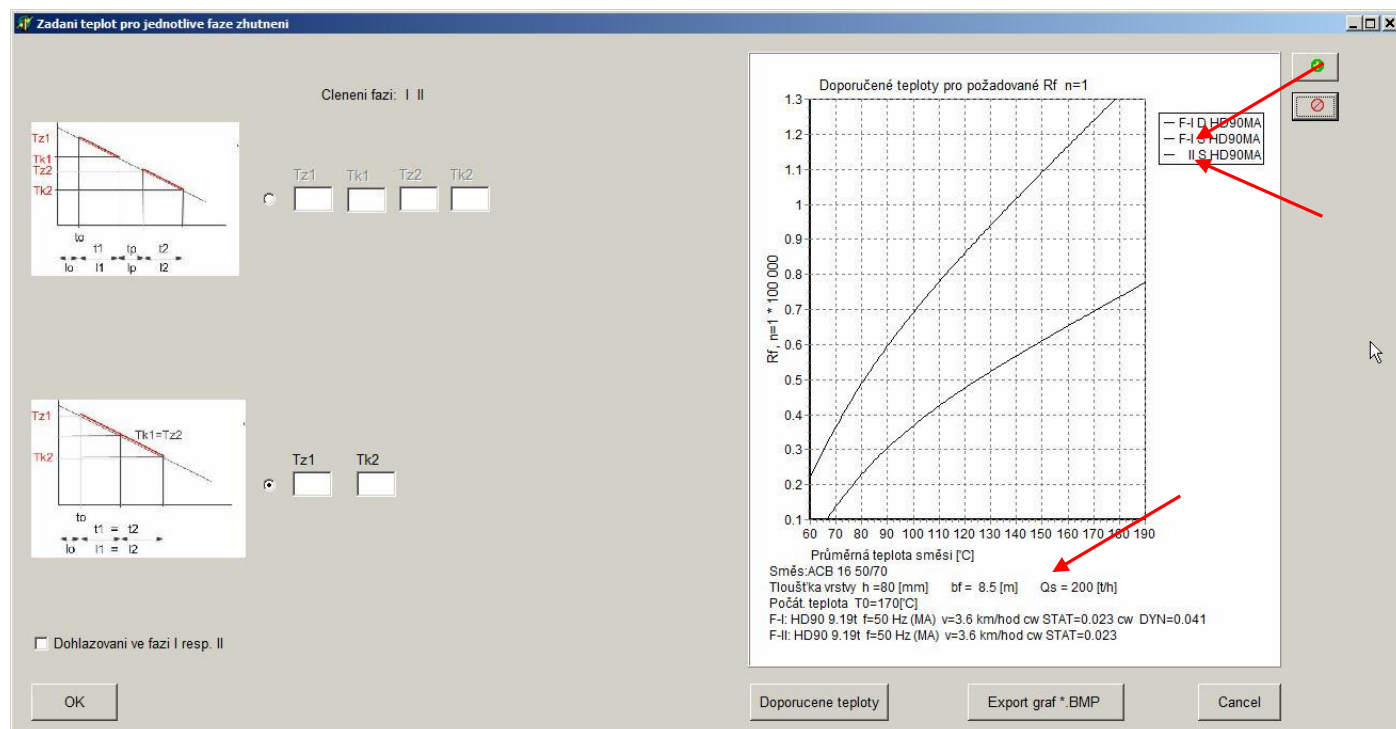 Zadani teplot pro jednotlive faze zhutneni
Cleneni fazi: I II
Tz1
Tk1
Tz2
Tk2
to
t1 tp t2
lo l1 lp l2
Tz1 Tk1 Tz2 Tk2
Tz1
Tk1=Tz2
Tk2
to
t1 = t2
lo l1 = l2
Tz1 Tk2
Dohlazovani ve fazi I resp. II
OK
Doporučené teploty pro požadované Rf n=1
1.3
1.2
1.1
1
0.9
0.8
0.7
0.6
0.5
0.4
0.3
0.2
0.1
Rf, n=1 * 100 000
60 70 80 90 100 110 120 130 140 150 160 170 180 190
Průměrná teplota směsi [°C]
F-I D HD90MA
F-I S HD90MA
II S HD90MA
Směs:ACB 16 50/70
Tloušťka vrstvy h =80 [mm] bf = 8.5 [m] Qs = 200 [t/h]
Počát. teplota T0=170[°C]
F-I: HD90 9.19t f=50 Hz (MA) v=3.6 km/hod cw STAT=0.023 cw DYN=0.041
F-II: HD90 9.19t f=50 Hz (MA) v=3.6 km/hod cw STAT=0.023
Doporucene teploty
Export graf *.BMP
Cancel